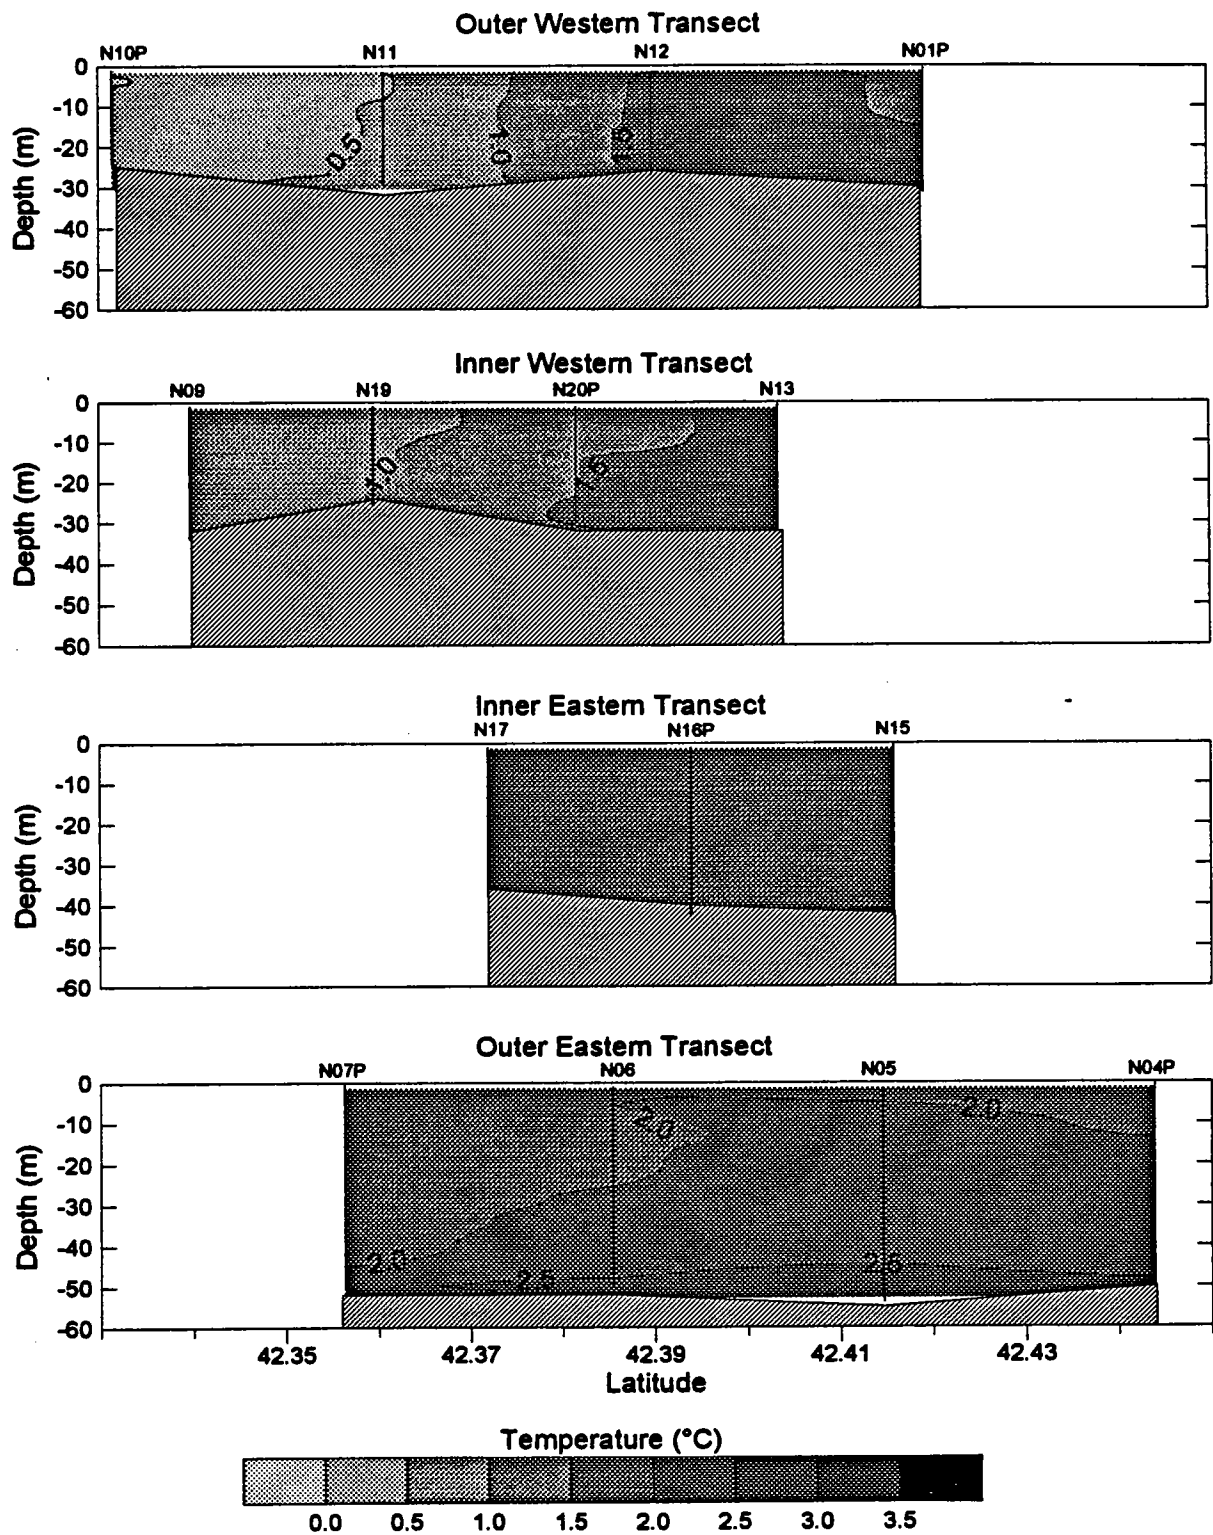 Outer Western Transect
N10P N11 N12 N01P
0
-10
-20
-30
-40
-50
-60
Depth (m)
0.5 1.0 1.5
Inner Western Transect
N09 N19 N20P N13
0
-10
-20
-30
-40
-50
-60
Depth (m)
1.0 1.5
Inner Eastern Transect
N17 N16P N15
0
-10
-20
-30
-40
-50
-60
Depth (m)
Outer Eastern Transect
N07P N06 N05 N04P
0
-10
-20
-30
-40
-50
-60
Depth (m)
2.0 2.0
2.0 2.5 2.5
42.35 42.37 42.39 42.41 42.43
Latitude
Temperature (°C)
0.0 0.5 1.0 1.5 2.0 2.5 3.0 3.5